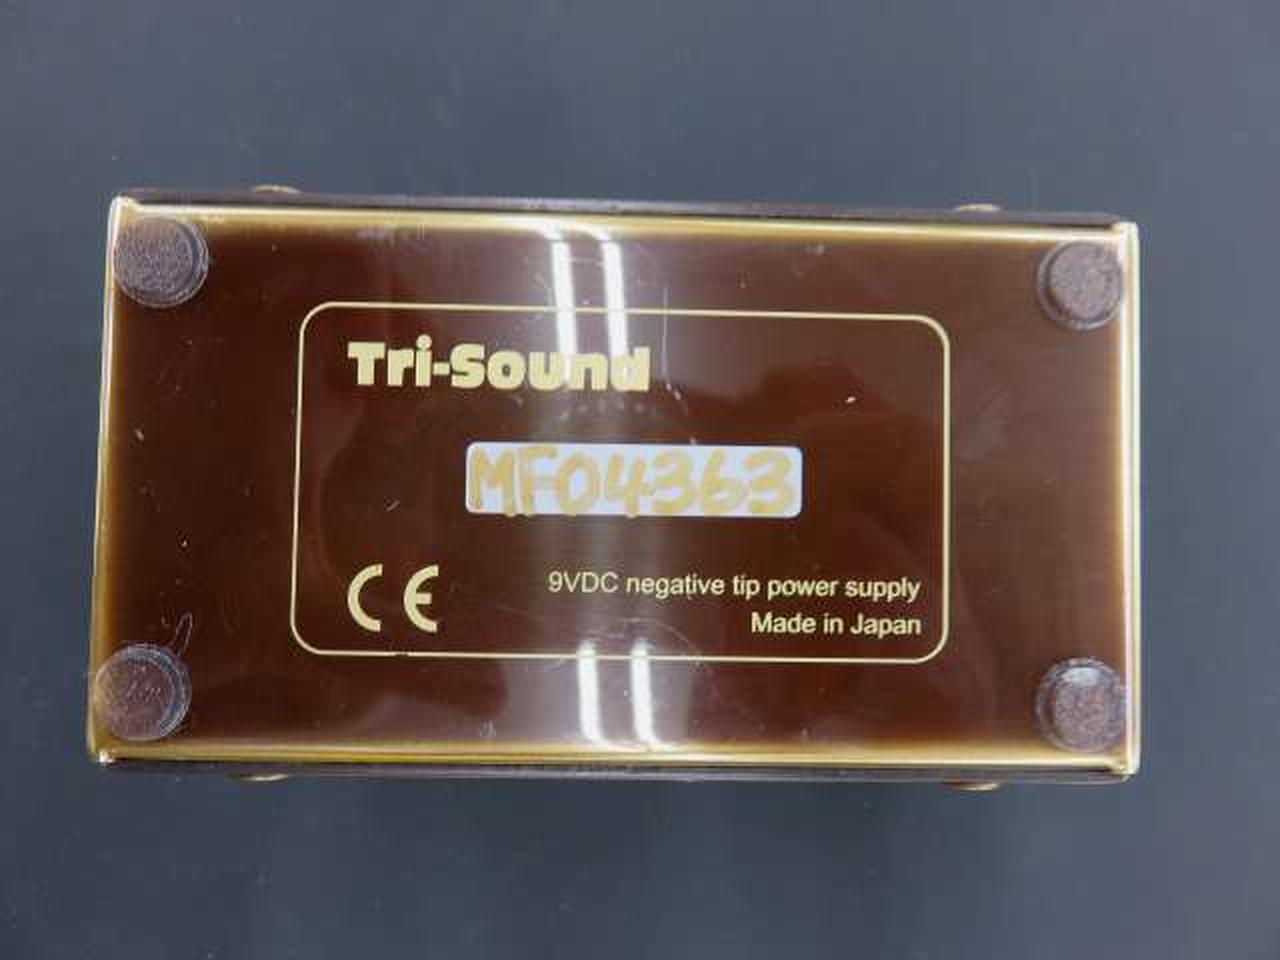 Tri-Sound
MF04363
CE 9VDC negative tip power supply
Made in Japan